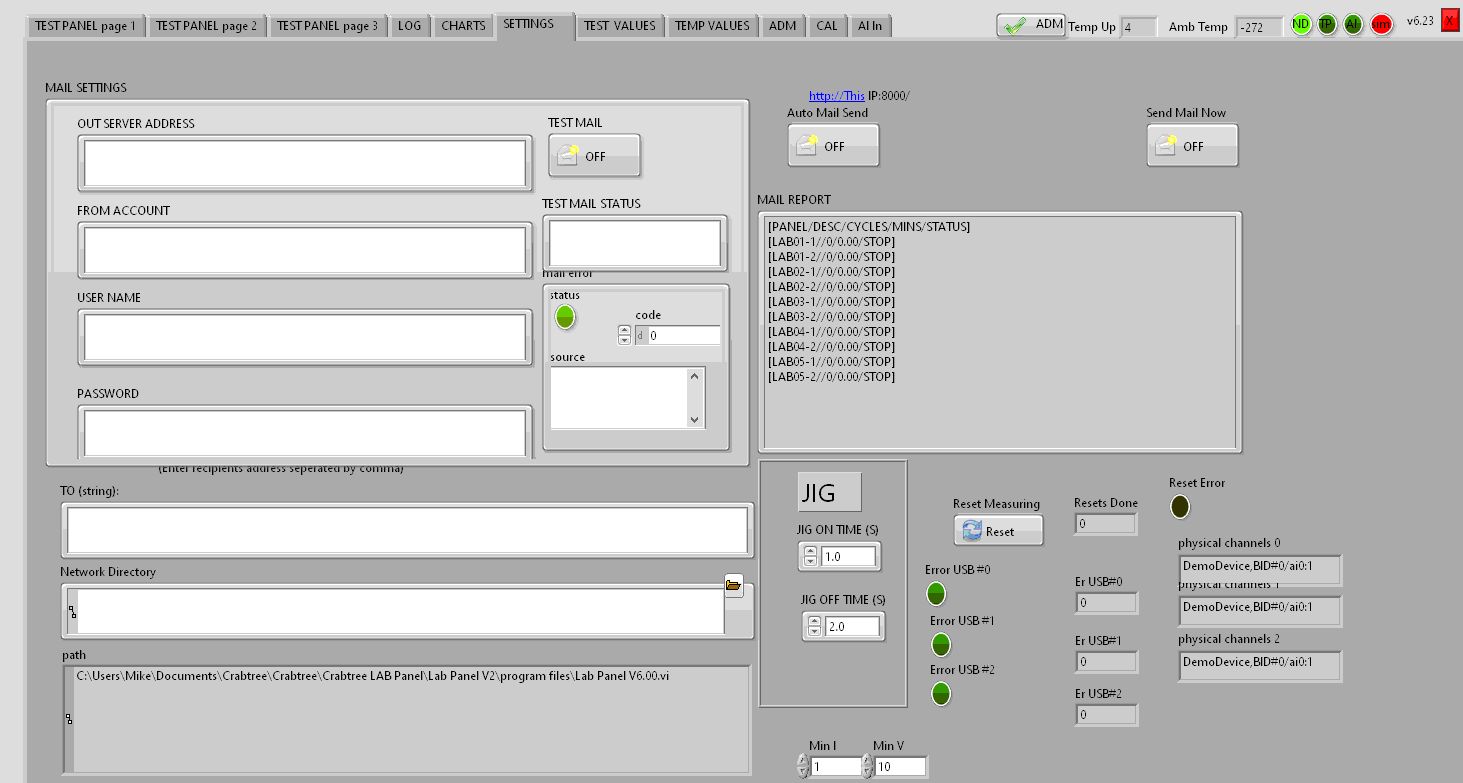 TEST PANEL page 1 TEST PANEL page 2 TEST PANEL page 3 LOG CHARTS SETTINGS TEST VALUES TEMP VALUES ADM CAL AI In ADM Temp Up 4 Amb Temp -272 ND TP AL sim v6.23 X
MAIL SETTINGS
OUT SERVER ADDRESS
TEST MAIL
OFF
FROM ACCOUNT
TEST MAIL STATUS
USER NAME
mail error
status
code
d 0
source
PASSWORD
(Enter recipients address seperated by comma)
TO (string):
Network Directory
path
C:\Users\Mike\Documents\Crabtree\Crabtree\Crabtree LAB Panel\Lab Panel V2\program files\Lab Panel V6.00.vi
http://This IP:8000/
Auto Mail Send
OFF
Send Mail Now
OFF
MAIL REPORT
[PANEL/DESC/CYCLES/MINS/STATUS]
[LAB01-1//0/0.00/STOP]
[LAB01-2//0/0.00/STOP]
[LAB02-1//0/0.00/STOP]
[LAB02-2//0/0.00/STOP]
[LAB03-1//0/0.00/STOP]
[LAB03-2//0/0.00/STOP]
[LAB04-1//0/0.00/STOP]
[LAB04-2//0/0.00/STOP]
[LAB05-1//0/0.00/STOP]
[LAB05-2//0/0.00/STOP]
JIG
JIG ON TIME (S)
1.0
JIG OFF TIME (S)
2.0
Min I
1
Min V
10
Reset Measuring
Reset
Resets Done
0
Reset Error
Error USB #0
Error USB #1
Error USB #2
Er USB#0
0
Er USB#1
0
Er USB#2
0
physical channels 0
DemoDevice,BID#0/ai0:1
physical channels 1
DemoDevice,BID#0/ai0:1
physical channels 2
DemoDevice,BID#0/ai0:1